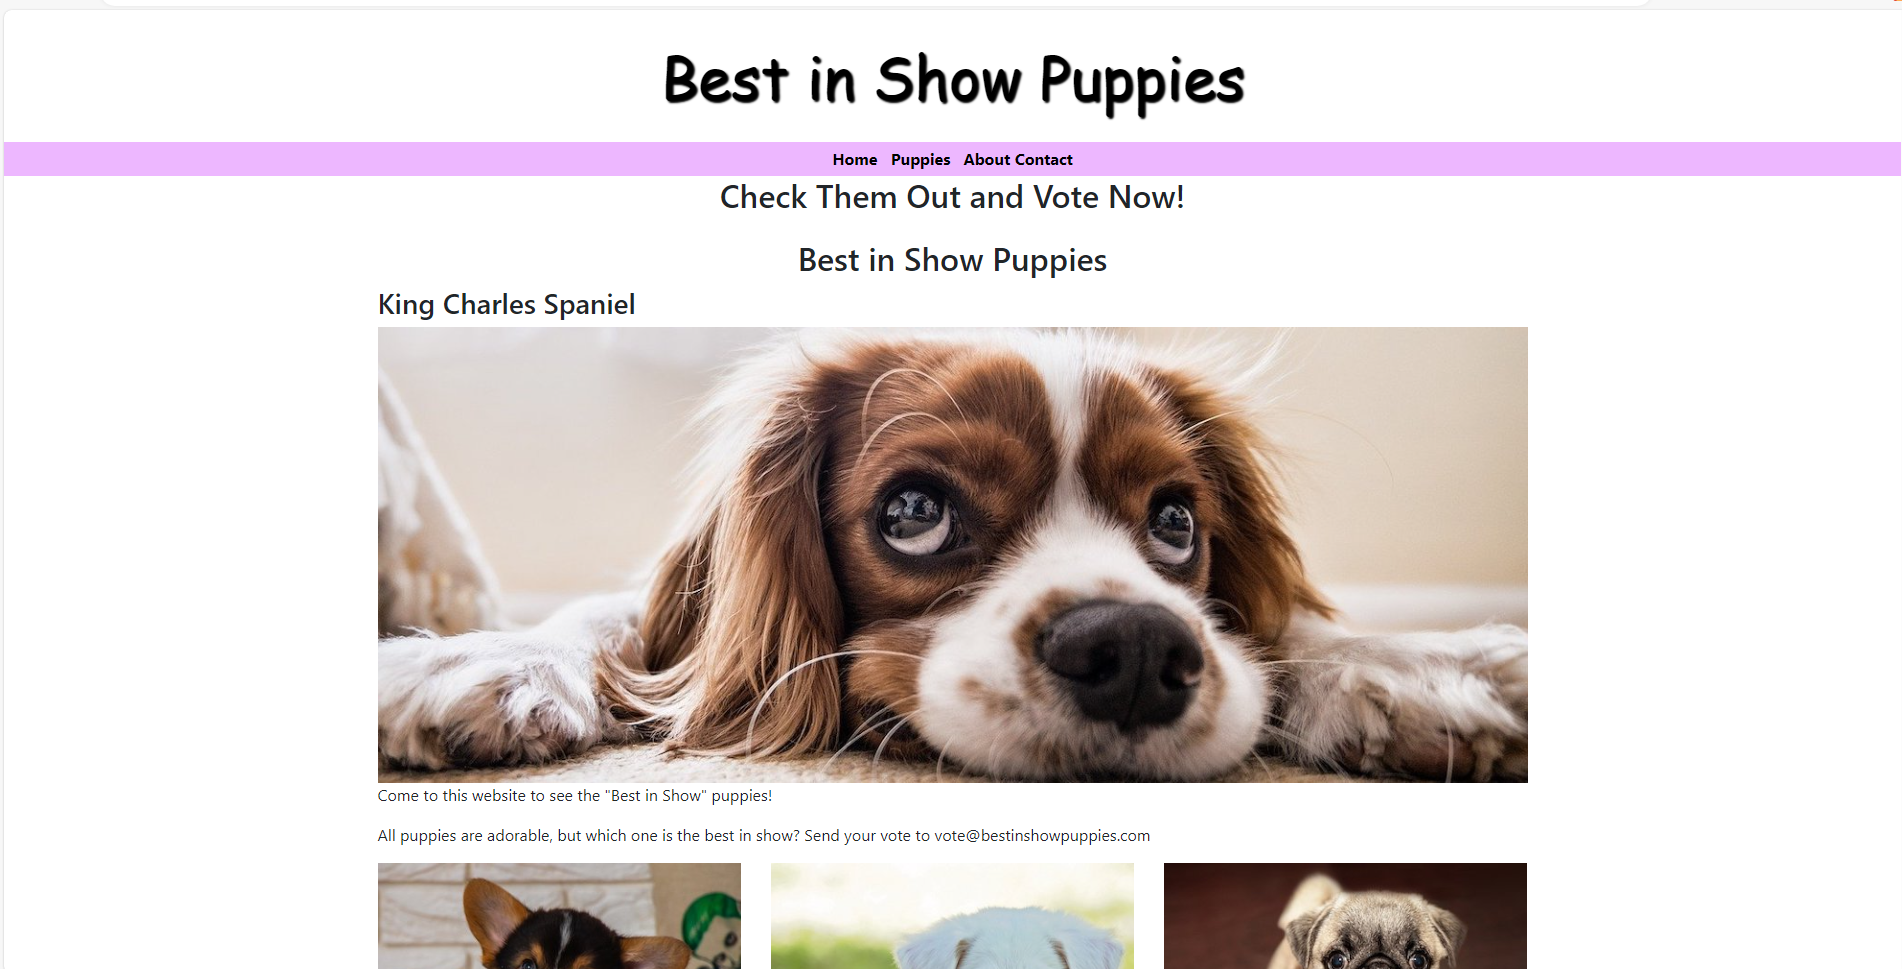 Best in Show Puppies
Home Puppies About Contact
Check Them Out and Vote Now!
Best in Show Puppies
King Charles Spaniel
Come to this website to see the "Best in Show" puppies!
All puppies are adorable, but which one is the best in show? Send your vote to vote@bestinshowpuppies.com